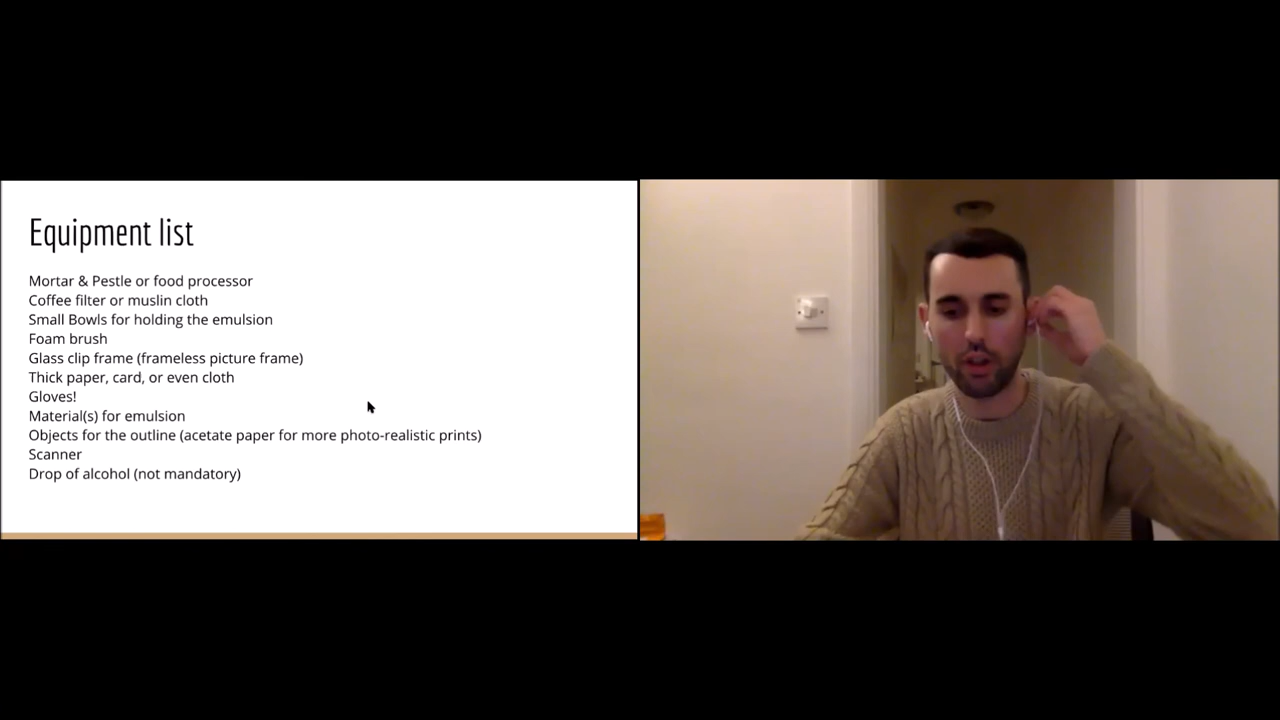 Equipment list
Mortar & Pestle or food processor
Coffee filter or muslin cloth
Small Bowls for holding the emulsion
Foam brush
Glass clip frame (frameless picture frame)
Thick paper, card, or even cloth
Gloves!
Material(s) for emulsion
Objects for the outline (acetate paper for more photo-realistic prints)
Scanner
Drop of alcohol (not mandatory)